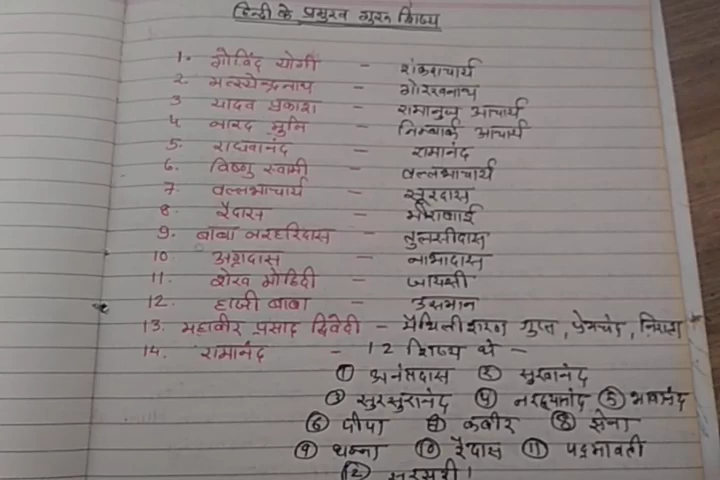 हिन्दी के प्रमुख गुरु शिष्य
1. गोविंद योगी - शंकराचार्य
2 मत्स्येन्द्रनाथ - गोरखनाथ
3 यादव प्रकाश - रामानुज आचार्य
4 नारद मुनि - निम्बार्क आचार्य
5. राघवानंद - रामानंद
6. विष्णु स्वामी - वल्लभाचार्य
7. वल्लभाचार्य - सूरदास
8 रैदास - मीराबाई
9. बाबा नरहरिदास - तुलसीदास
10 अग्रदास - नाभादास
11. शेख मोहिदी - जायसी
12. हाजी बाबा - उसमान
13. महावीर प्रसाद द्विवेदी - मैथिलीशरण गुप्त, प्रेमचंद, निराला
14. रामानंद - 12 शिष्य थे -
① अनंतदास ② सुखानंद
③ सुरसुरानंद ④ नरहर्यानंद ⑤ भावानंद
⑥ पीपा ⑦ कबीर ⑧ सेना
⑨ धन्ना ⑩ रैदास ⑪ पद्मावती
⑫ सुरसरी।